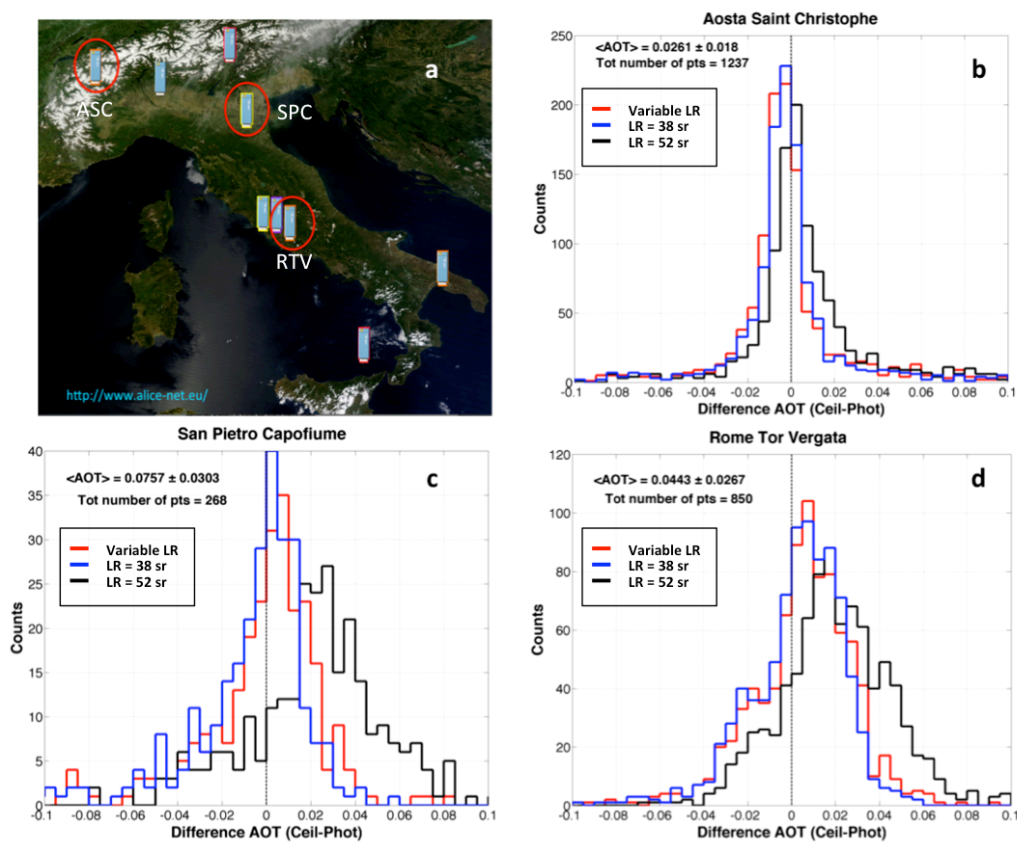 a
ASC
SPC
RTV
http://www.alice-net.eu/
Aosta Saint Christophe
b
<AOT> = 0.0261 ± 0.018
Tot number of pts = 1237
Variable LR
LR = 38 sr
LR = 52 sr
Counts
250
200
150
100
50
0
-0.1 -0.08 -0.06 -0.04 -0.02 0 0.02 0.04 0.06 0.08 0.1
Difference AOT (Ceil-Phot)
San Pietro Capofiume
c
<AOT> = 0.0757 ± 0.0303
Tot number of pts = 268
Variable LR
LR = 38 sr
LR = 52 sr
Counts
40
35
30
25
20
15
10
5
0
-0.1 -0.08 -0.06 -0.04 -0.02 0 0.02 0.04 0.06 0.08 0.1
Difference AOT (Ceil-Phot)
Rome Tor Vergata
d
<AOT> = 0.0443 ± 0.0267
Tot number of pts = 850
Variable LR
LR = 38 sr
LR = 52 sr
Counts
120
100
80
60
40
20
0
-0.1 -0.08 -0.06 -0.04 -0.02 0 0.02 0.04 0.06 0.08 0.1
Difference AOT (Ceil-Phot)